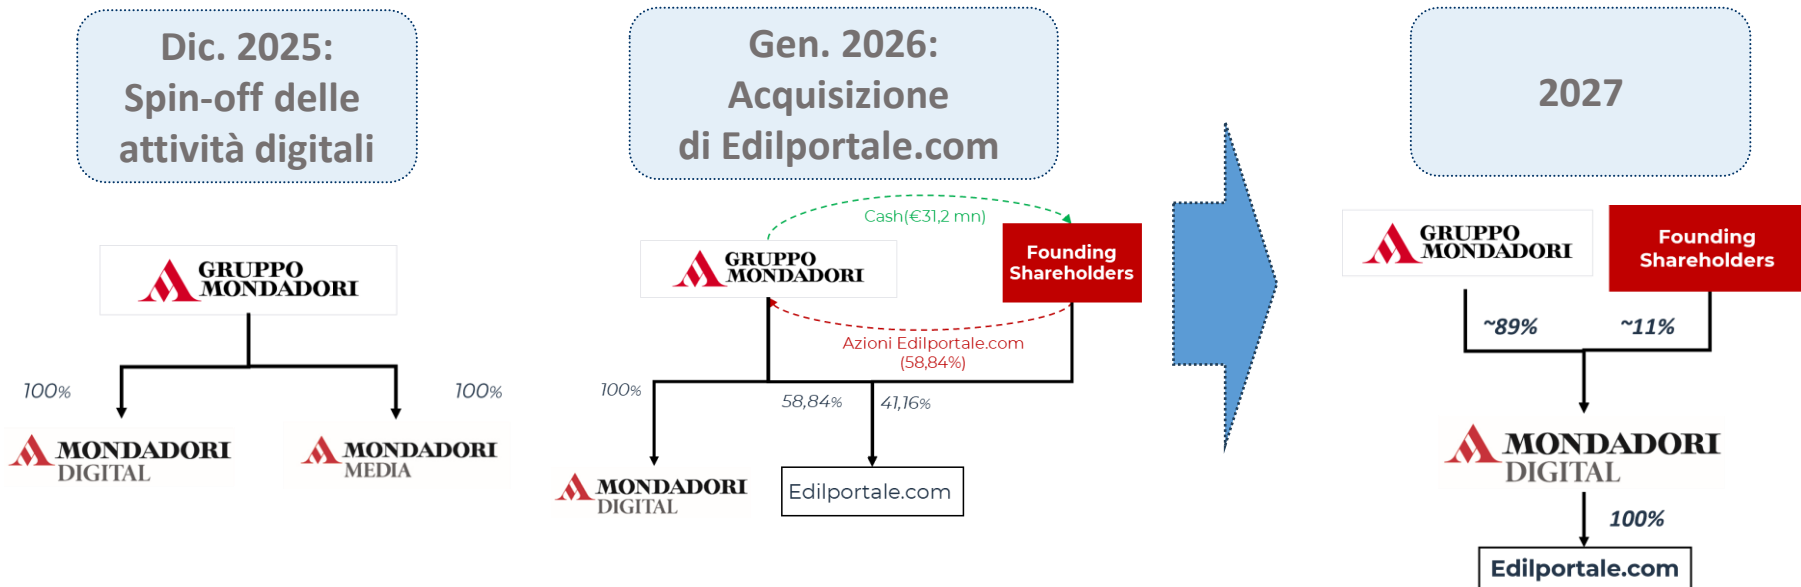 Dic. 2025:
Spin-off delle
attività digitali
GRUPPO
MONDADORI
100%
100%
MONDADORI
DIGITAL
MONDADORI
MEDIA
Gen. 2026:
Acquisizione
di Edilportale.com
Cash(€31,2 mn)
GRUPPO
MONDADORI
Founding
Shareholders
Azioni Edilportale.com
(58,84%)
100%
58,84%
41,16%
MONDADORI
DIGITAL
Edilportale.com
2027
GRUPPO
MONDADORI
Founding
Shareholders
~89%
~11%
MONDADORI
DIGITAL
100%
Edilportale.com